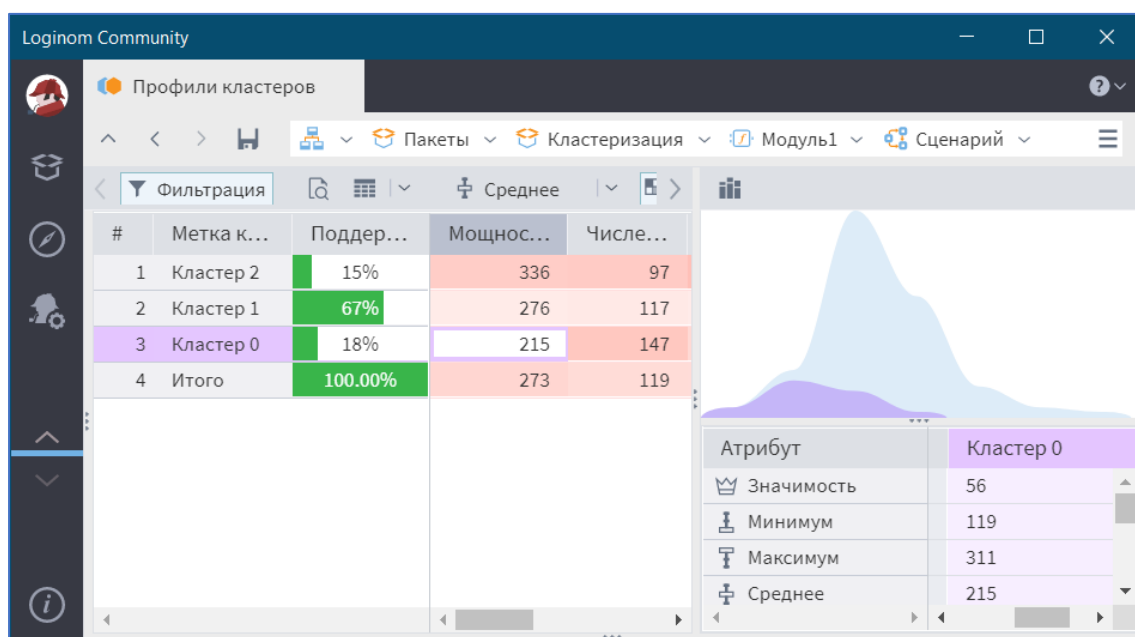 Loginom Community
Профили кластеров
Пакеты Кластеризация Модуль1 Сценарий
Фильтрация Среднее
# Метка к... Поддер... Мощнос... Числе...
1 Кластер 2 15% 336 97
2 Кластер 1 67% 276 117
3 Кластер 0 18% 215 147
4 Итого 100.00% 273 119
Атрибут Кластер 0
Значимость 56
Минимум 119
Максимум 311
Среднее 215